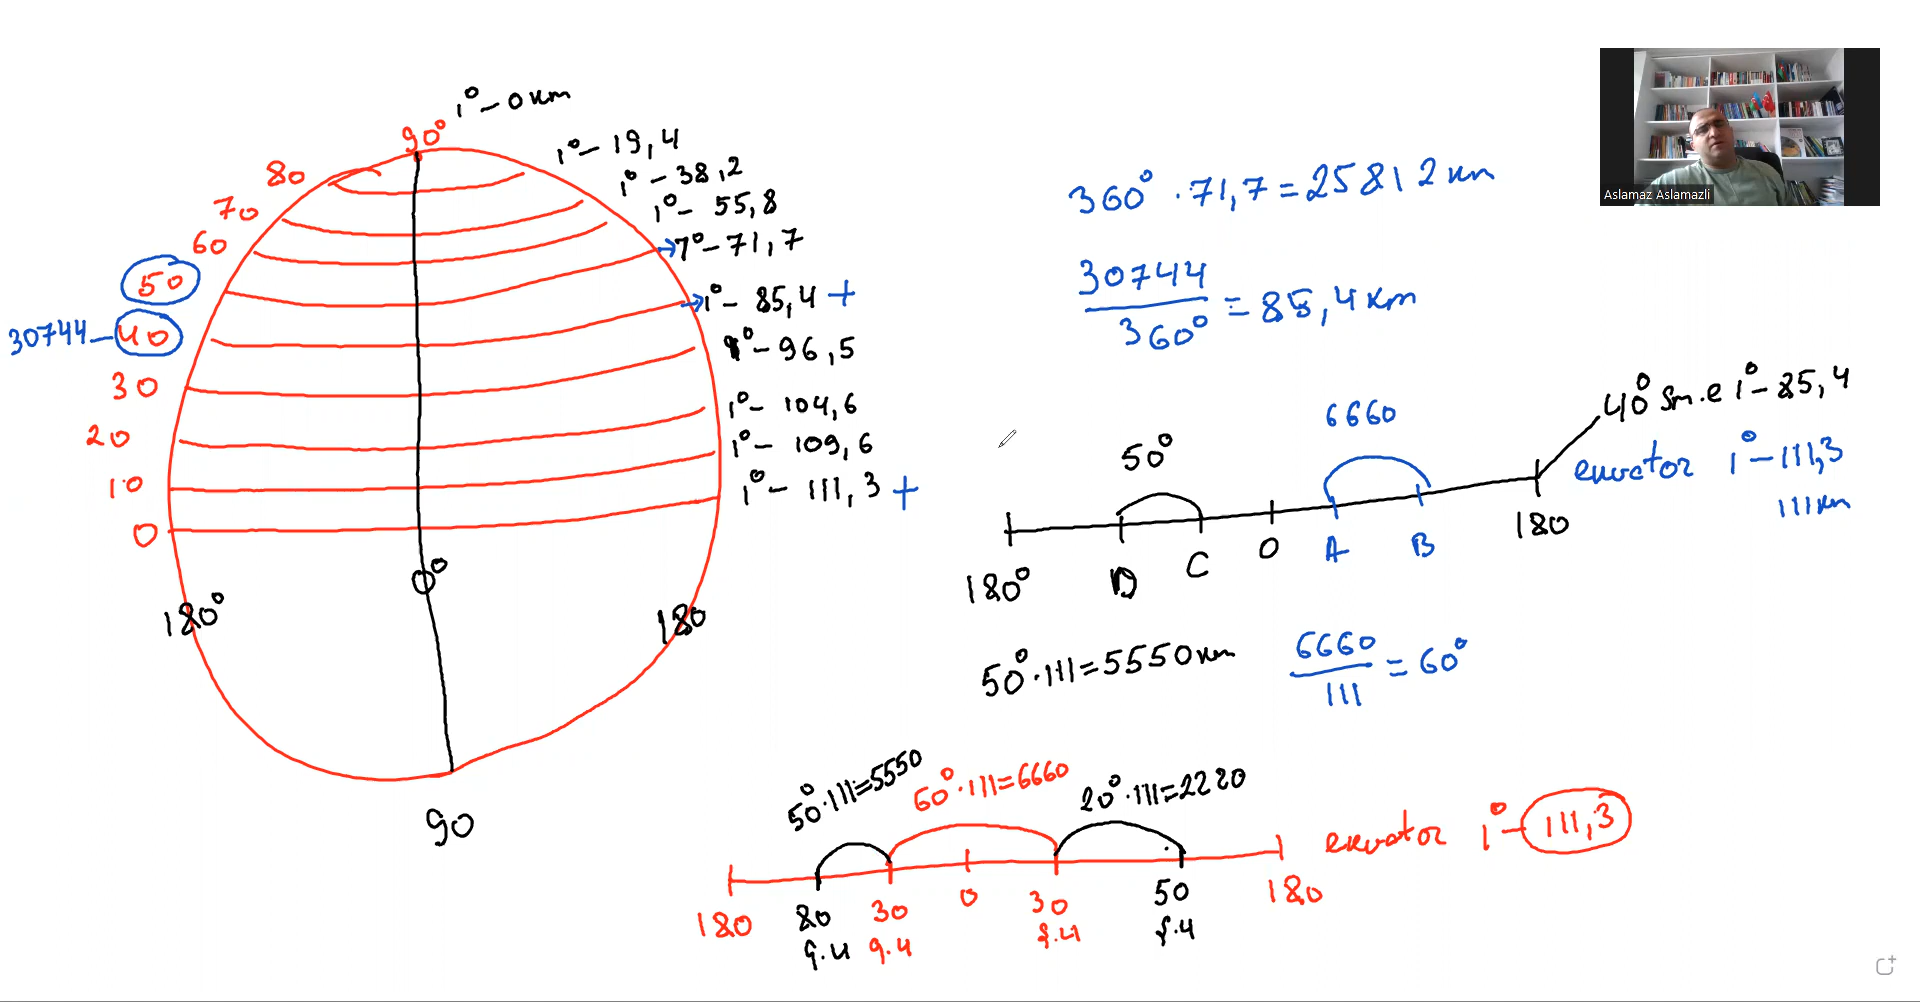 1° – 0 km
90°
80
70
60
50
30744 – 40
30
20
10
0
1° – 19,4
1° – 38,2
1° – 55,8
1° – 71,7
1° – 85,4 +
1° – 96,5
1° – 104,6
1° – 109,6
1° – 111,3 +
0°
180°
180
90
360° · 71,7 = 25812 km
30744
360°
= 85,4 km
Aslamaz Aslamazli
40° Sm.e 1° – 85,4
ekvator 1° – 111,3
111 km
50°
6660
180°
D
C
0
A
B
180
50° · 111 = 5550 km
6660
111
= 60°
50° · 111 = 5550
60° · 111 = 6660
20° · 111 = 2220
ekvator 1° – 111,3
180
80
30
0
30
50
180
q.u
q.u
ş.u
ş.u